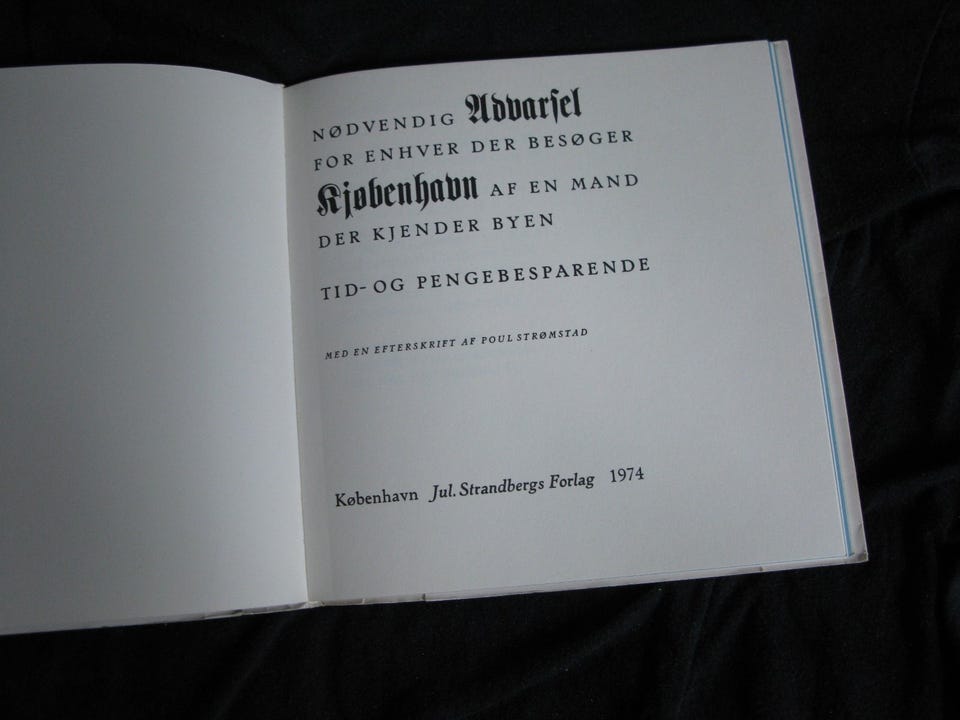 NØDVENDIG Advarſel
FOR ENHVER DER BESØGER
Kjøbenhavn AF EN MAND
DER KJENDER BYEN
TID- OG PENGEBESPARENDE
MED EN EFTERSKRIFT AF POUL STRØMSTAD
København Jul. Strandbergs Forlag 1974